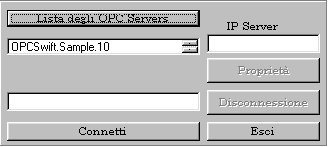 Lista degli OPC Servers
IP Server
OPCSwift.Sample.10
Proprietà
Disconnessione
Connetti
Esci